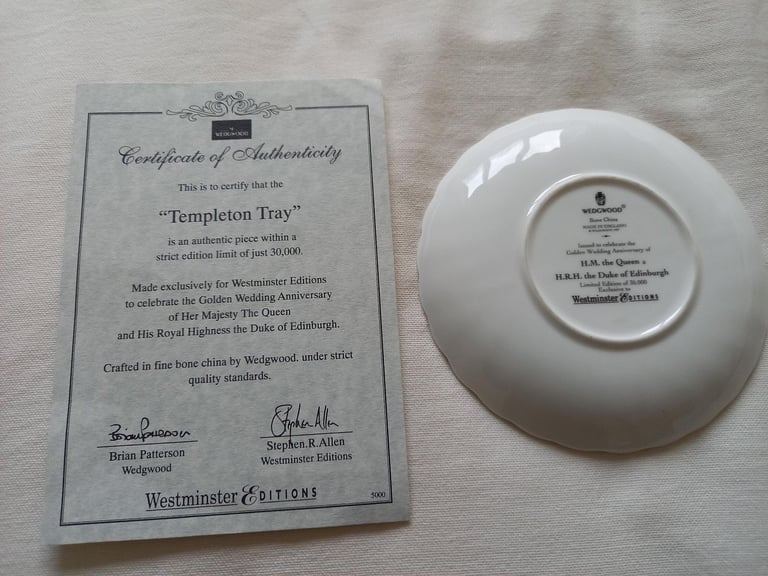 WEDGWOOD
Certificate of Authenticity
This is to certify that the
“Templeton Tray”
is an authentic piece within a
strict edition limit of just 30,000.
Made exclusively for Westminster Editions
to celebrate the Golden Wedding Anniversary
of Her Majesty The Queen
and His Royal Highness the Duke of Edinburgh.
Crafted in fine bone china by Wedgwood. under strict
quality standards.
Brian Patterson
Wedgwood
Stephen Allen
Stephen.R.Allen
Westminster Editions
Westminster EDITIONS
5000
WEDGWOOD®
Bone China
MADE IN ENGLAND
Issued to celebrate the
Golden Wedding Anniversary of
H.M. the Queen &
H.R.H. the Duke of Edinburgh
Limited Edition of 30,000
Exclusive to
Westminster EDITIONS